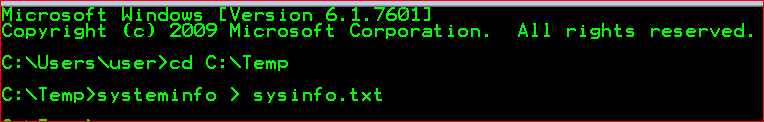 Microsoft Windows [Version 6.1.7601]
Copyright (c) 2009 Microsoft Corporation.  All rights reserved.
C:\Users\user>cd C:\Temp
C:\Temp>systeminfo > sysinfo.txt